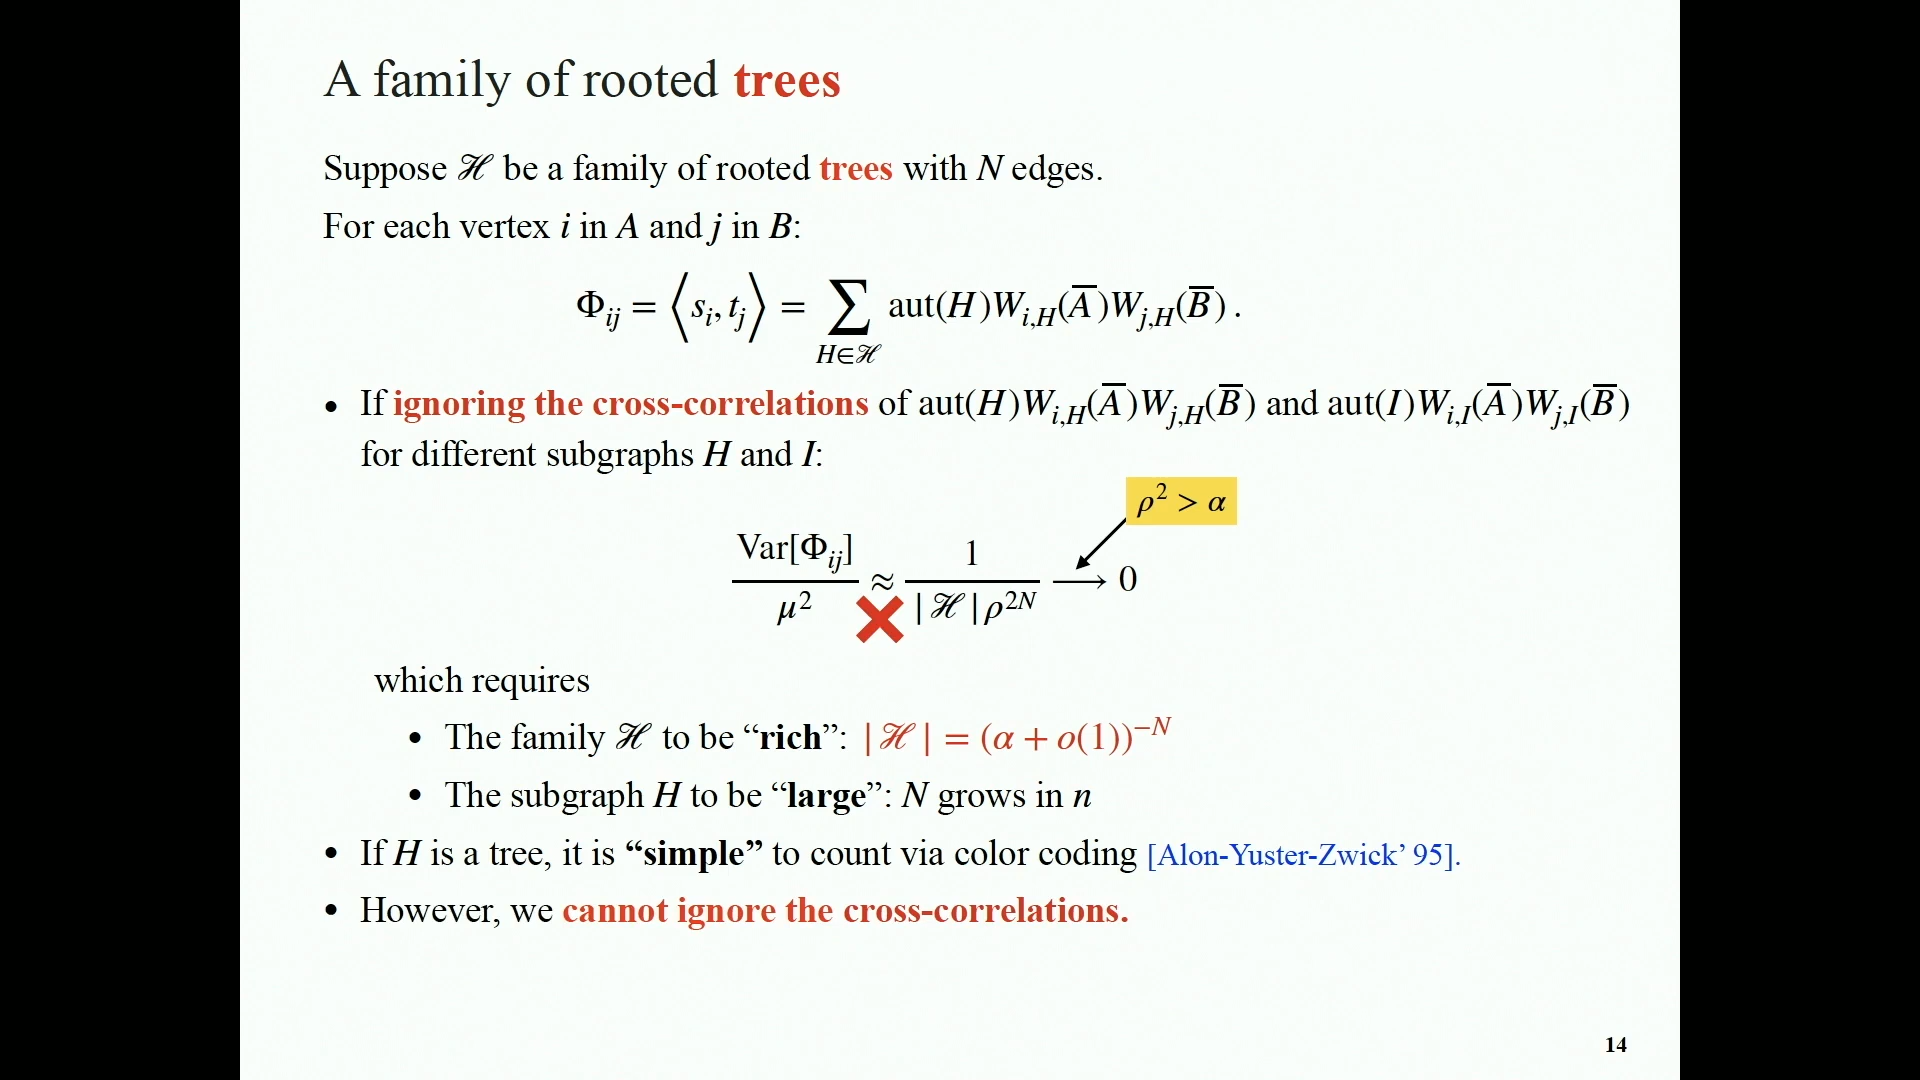 A family of rooted trees
Suppose ℋ be a family of rooted trees with N edges.
For each vertex i in A and j in B:
Φ_{ij} = ⟨s_i, t_j⟩ = ∑_{H∈ℋ} aut(H)W_{i,H}(A̅)W_{j,H}(B̅).
• If ignoring the cross-correlations of aut(H)W_{i,H}(A̅)W_{j,H}(B̅) and aut(I)W_{i,I}(A̅)W_{j,I}(B̅)
for different subgraphs H and I:
ρ² > α
Var[Φ_{ij}] / μ² ≈ 1 / |ℋ|ρ^{2N} ⟶ 0
which requires
• The family ℋ to be “rich”: |ℋ| = (α + o(1))^{−N}
• The subgraph H to be “large”: N grows in n
• If H is a tree, it is “simple” to count via color coding [Alon-Yuster-Zwick’ 95].
• However, we cannot ignore the cross-correlations.
14